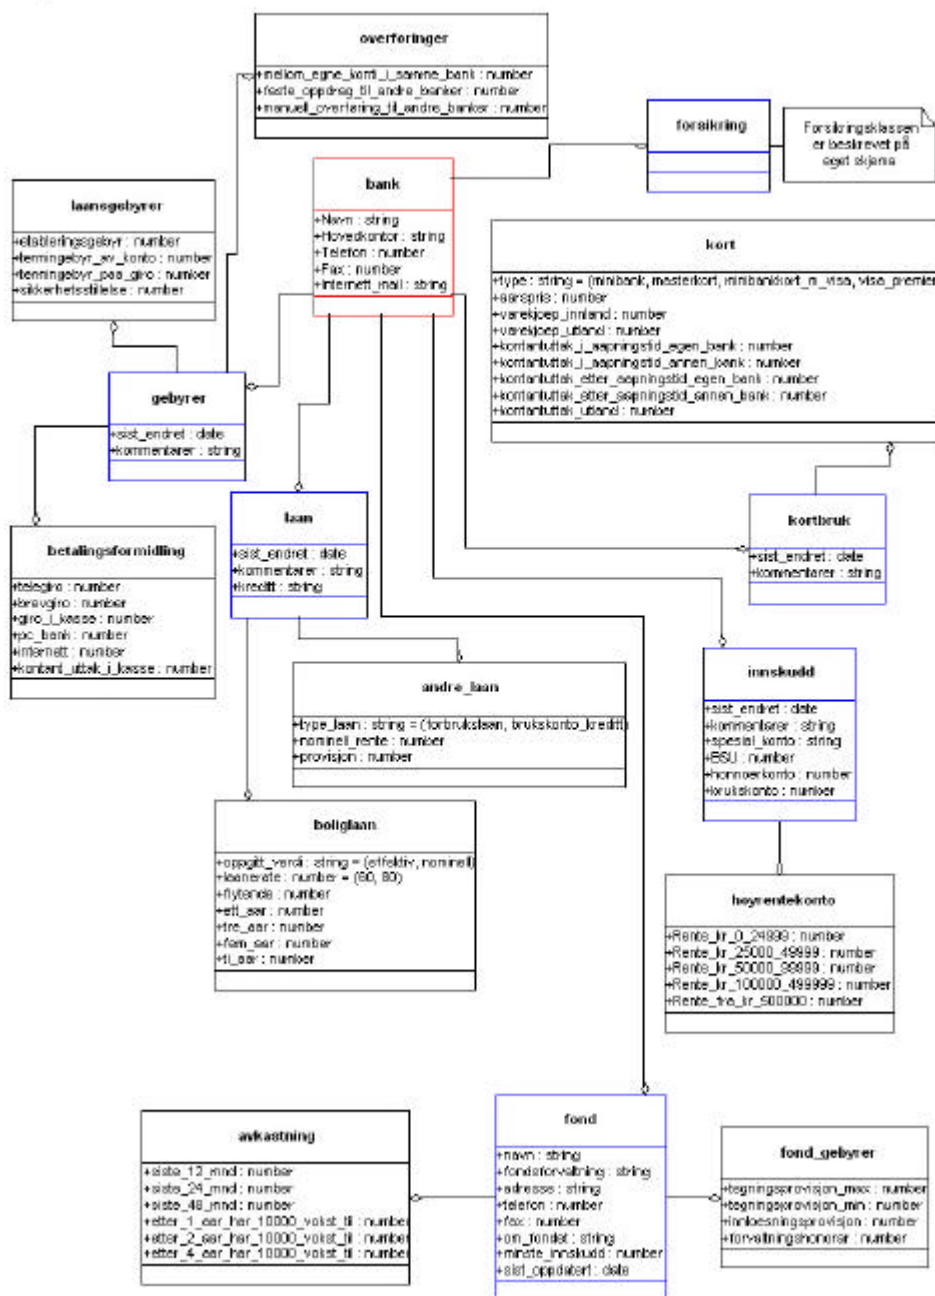 overforinger
+mellom_egne_konti_i_samme_bank : number
+faste_oppdrag_til_andre_banker : number
+manuell_overføring_til_andre_banker : number
forsikring
Forsikringsklassen
er beskrevet på
eget skjema
bank
+Navn : string
+Hovedkontor : string
+Telefon : number
+Fax : number
+Internett_mail : string
laansgebyrer
+etableringsgebyr : number
+termingebyr_av_konto : number
+termingebyr_paa_giro : number
+sikkerhetsstillelse : number
kort
+type : string = (minibank, masterkort, minibankkort_m_visa, visa_premier
+aarspris : number
+varekjoep_innland : number
+varekjoep_utland : number
+kontantuttak_i_aapningstid_egen_bank : number
+kontantuttak_i_aapningstid_annen_bank : number
+kontantuttak_etter_aapningstid_egen_bank : number
+kontantuttak_etter_aapningstid_annen_bank : number
+kontantuttak_utland : number
gebyrer
+sist_endret : date
+kommentarer : string
laan
+sist_endret : date
+kommentarer : string
+kreditt : string
kortbruk
+sist_endret : date
+kommentarer : string
betalingsformidling
+telegiro : number
+brevgiro : number
+giro_i_kasse : number
+pc_bank : number
+internett : number
+kontant_uttak_i_kasse : number
andre_laan
+type_laan : string = (forbrukslaan, brukskonto_kreditt)
+nominell_rente : number
+provisjon : number
innskudd
+sist_endret : date
+kommentarer : string
+spesial_konto : string
+BSU : number
+honnoerkonto : number
+brukskonto : number
boliglaan
+oppgitt_verdi : string = (effektiv, nominell)
+laanerate : number = (60, 80)
+flytende : number
+ett_aar : number
+tre_aar : number
+fem_aar : number
+ti_aar : number
høyrentekonto
+Rente_kr_0_24999 : number
+Rente_kr_25000_49999 : number
+Rente_kr_50000_99999 : number
+Rente_kr_100000_499999 : number
+Rente_fra_kr_500000 : number
avkastning
+siste_12_mnd : number
+siste_24_mnd : number
+siste_48_mnd : number
+etter_1_aar_har_10000_vokst_til : number
+etter_2_aar_har_10000_vokst_til : number
+etter_4_aar_har_10000_vokst_til : number
fond
+navn : string
+fondsforvaltning : string
+adresse : string
+telefon : number
+fax : number
+om_fondet : string
+minste_innskudd : number
+sist_oppdatert : date
fond_gebyrer
+tegningsprovisjon_max : number
+tegningsprovisjon_min : number
+innloesningsprovisjon : number
+forvaltningshonorar : number